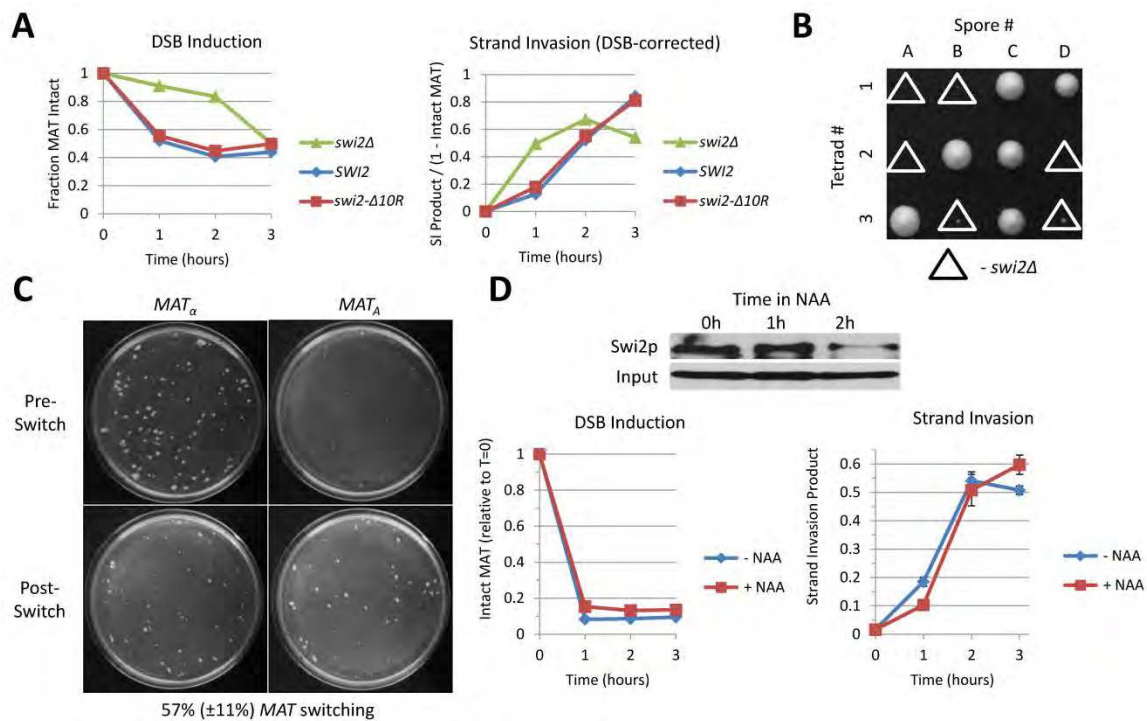 A
DSB Induction
Fraction MAT Intact
1
0.8
0.6
0.4
0.2
0
0 1 2 3
Time (hours)
swi2Δ
SWI2
swi2-Δ10R
Strand Invasion (DSB-corrected)
SI Product / (1 - Intact MAT)
1
0.8
0.6
0.4
0.2
0
0 1 2 3
Time (hours)
swi2Δ
SWI2
swi2-Δ10R
B
Spore #
A B C D
Tetrad #
1
2
3
- swi2Δ
C
MATα MATA
Pre-
Switch
Post-
Switch
57% (±11%) MAT switching
D
Time in NAA
0h 1h 2h
Swi2p
Input
DSB Induction
Intact MAT (relative to T=0)
1
0.8
0.6
0.4
0.2
0
0 1 2 3
Time (hours)
- NAA
+ NAA
Strand Invasion
Strand Invasion Product
0.6
0.5
0.4
0.3
0.2
0.1
0
0 1 2 3
Time (hours)
- NAA
+ NAA